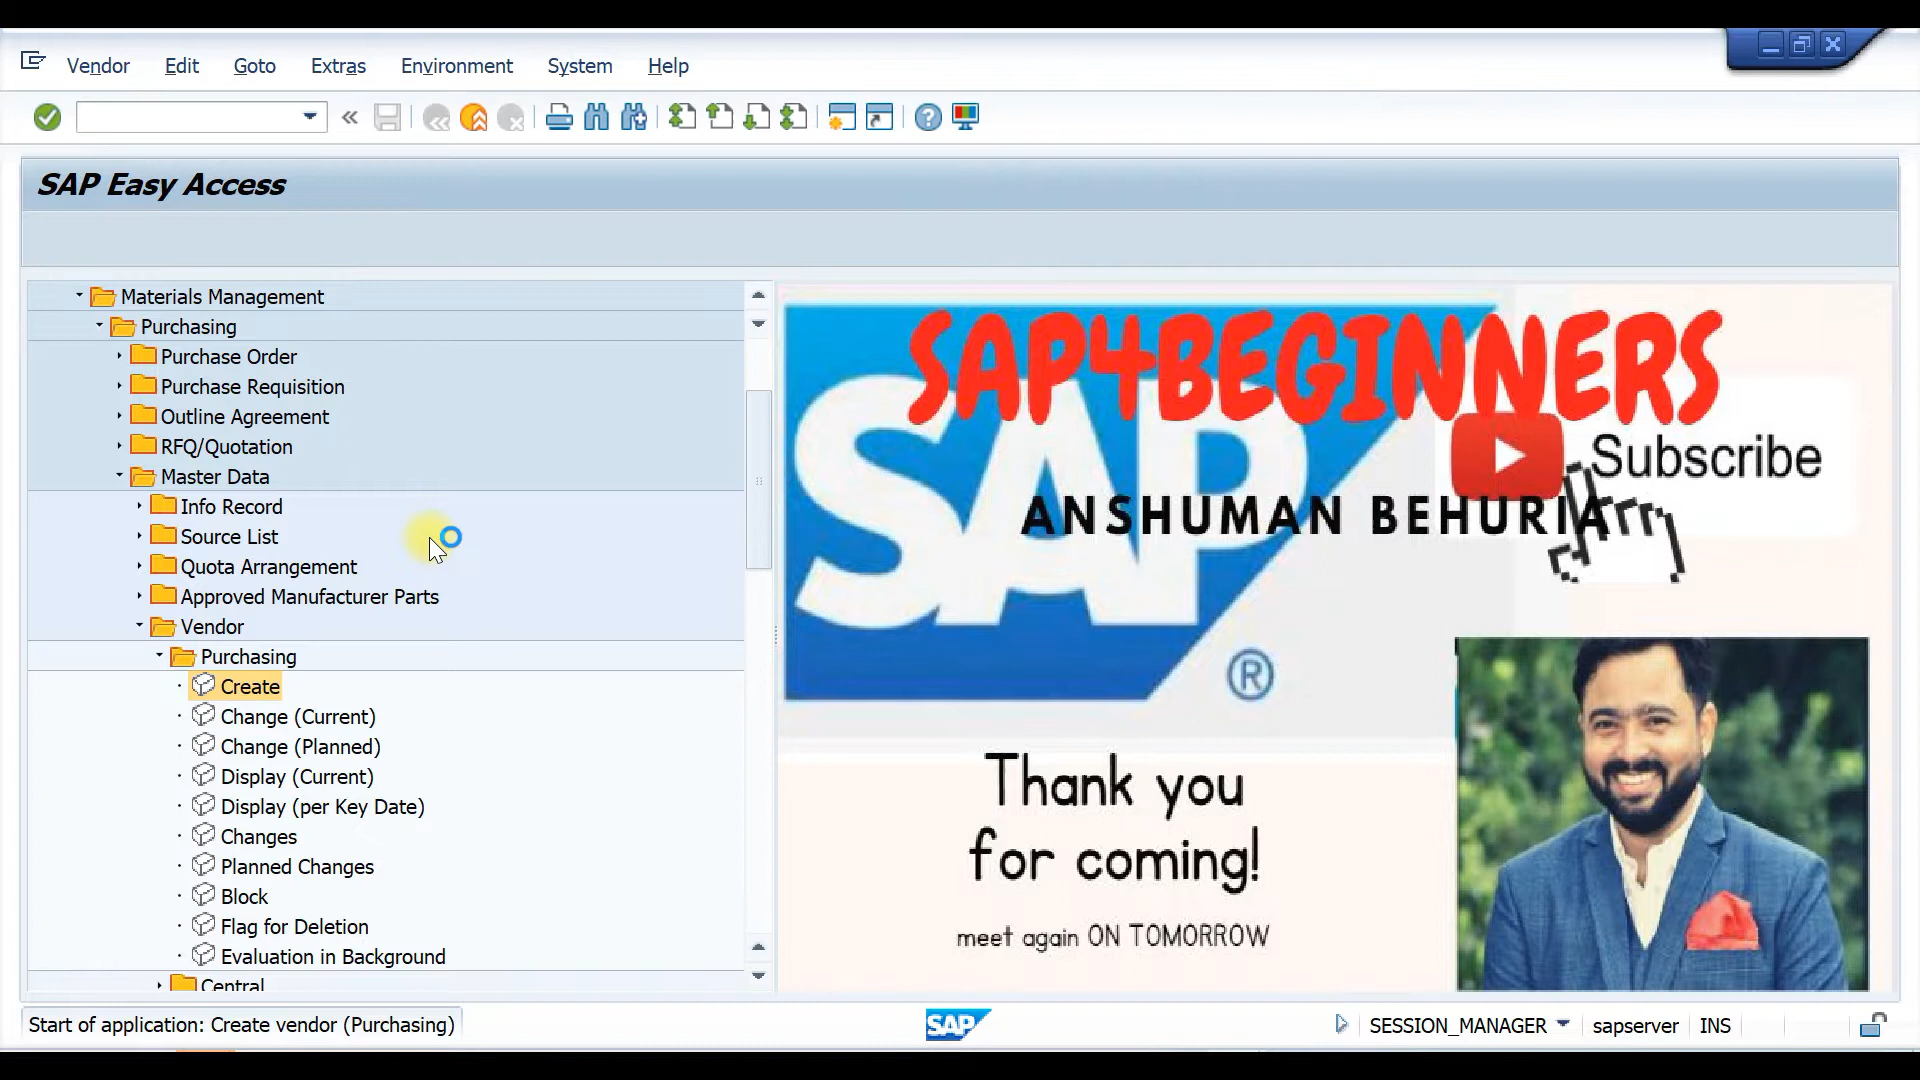 Vendor Edit Goto Extras Environment System Help
SAP Easy Access
Materials Management
Purchasing
Purchase Order
Purchase Requisition
Outline Agreement
RFQ/Quotation
Master Data
Info Record
Source List
Quota Arrangement
Approved Manufacturer Parts
Vendor
Purchasing
Create
Change (Current)
Change (Planned)
Display (Current)
Display (per Key Date)
Changes
Planned Changes
Block
Flag for Deletion
Evaluation in Background
Central
SAP4BEGINNERS
Subscribe
ANSHUMAN BEHURIA
SAP
®
Thank you
for coming!
meet again ON TOMORROW
Start of application: Create vendor (Purchasing)
SAP
SESSION_MANAGER
sapserver
INS